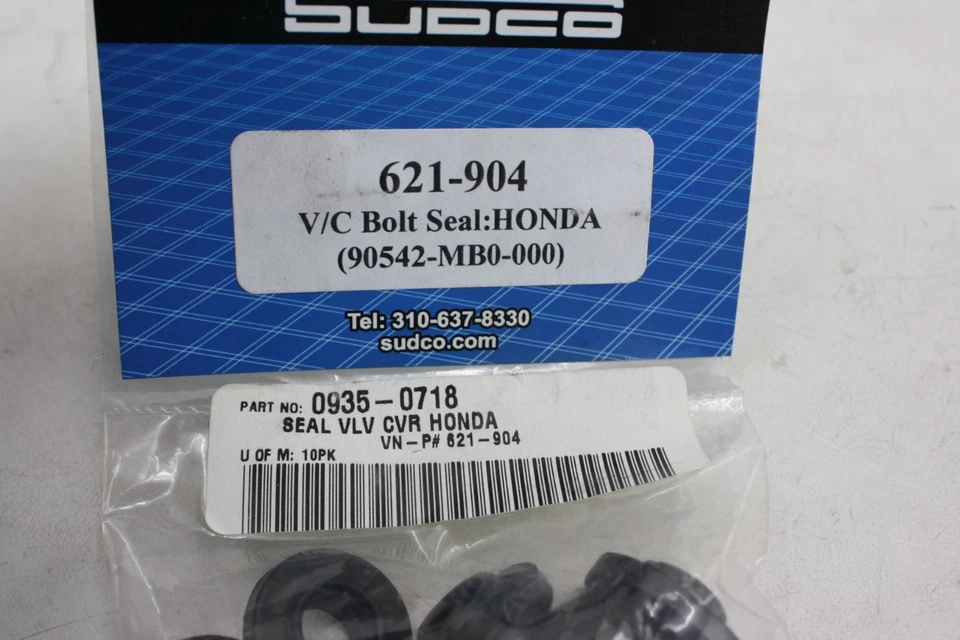 SUDCO
621-904
V/C Bolt Seal:HONDA
(90542-MB0-000)
Tel: 310-637-8330
sudco.com
PART NO: 0935-0718
SEAL VLV CVR HONDA
VN-P# 621-904
U OF M: 10PK